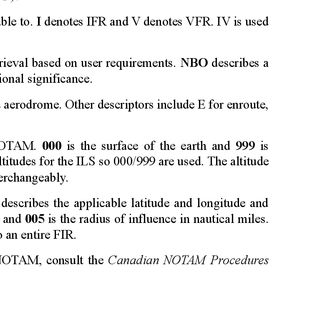 ble to. I denotes IFR and V denotes VFR. IV is used
rieval based on user requirements. NBO describes a
ional significance.
aerodrome. Other descriptors include E for enroute,
OTAM. 000 is the surface of the earth and 999 is
ltitudes for the ILS so 000/999 are used. The altitude
erchangeably.
describes the applicable latitude and longitude and
and 005 is the radius of influence in nautical miles.
o an entire FIR.
NOTAM, consult the Canadian NOTAM Procedures